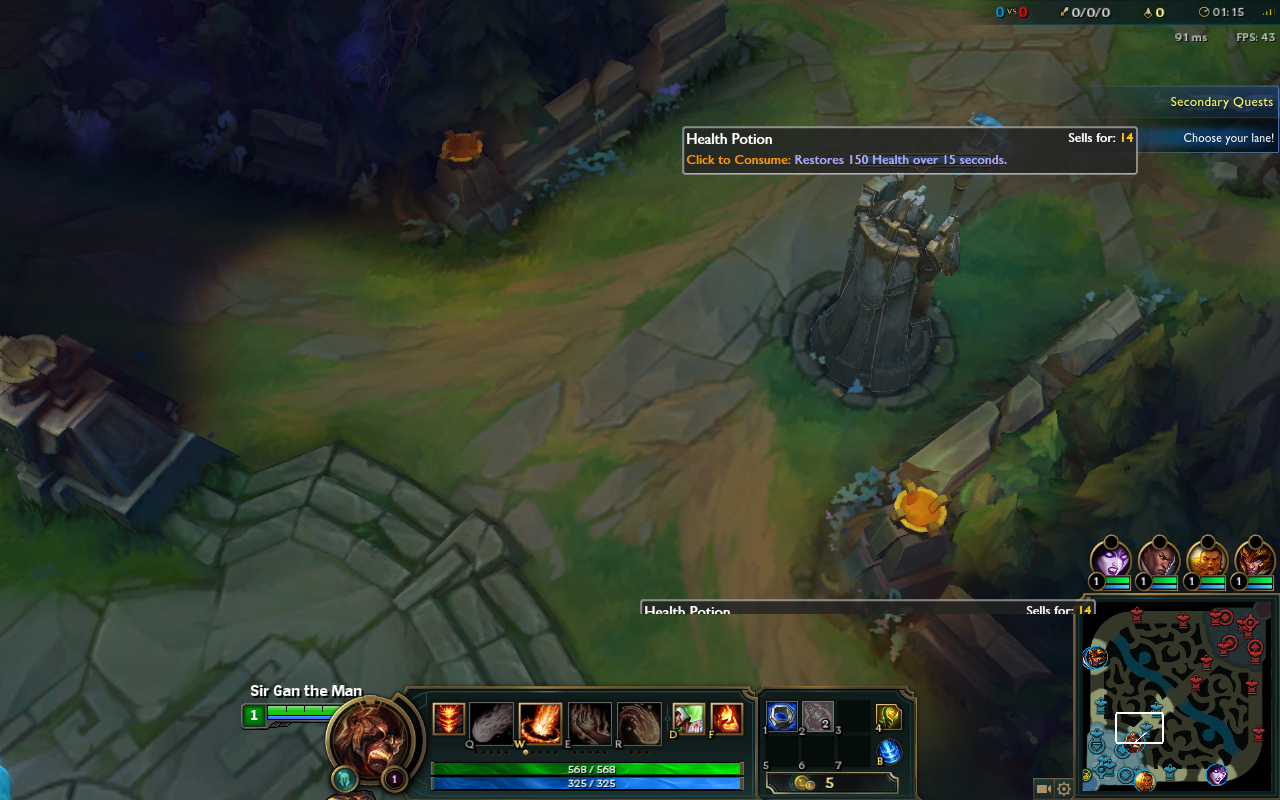 0 vs 0 0/0/0 0 01:15
91 ms FPS: 43
Secondary Quests
Choose your lane!
Health Potion Sells for: 14
Click to Consume: Restores 150 Health over 15 seconds.
1 1 1 1
Health Potion Sells for: 14
Sir Gan the Man
1
Q W E R D F
1 2 2 3 4
5 6 7 B
568 / 568
325 / 325
1
5